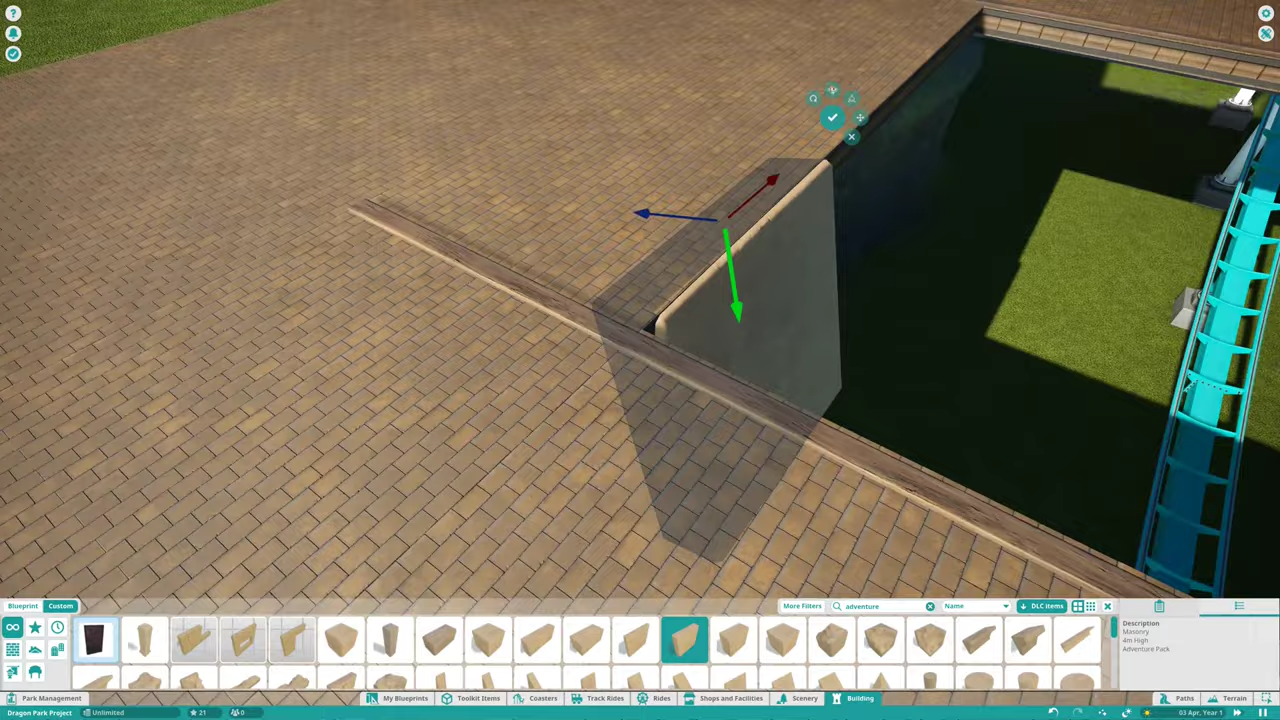 Blueprint Custom
More Filters adventure Name DLC items
Description
Masonry
4m High
Adventure Pack
Park Management My Blueprints Toolkit Items Coasters Track Rides Rides Shops and Facilities Scenery Building Paths Terrain
Dragon Park Project Unlimited 21 0 03 Apr, Year 1